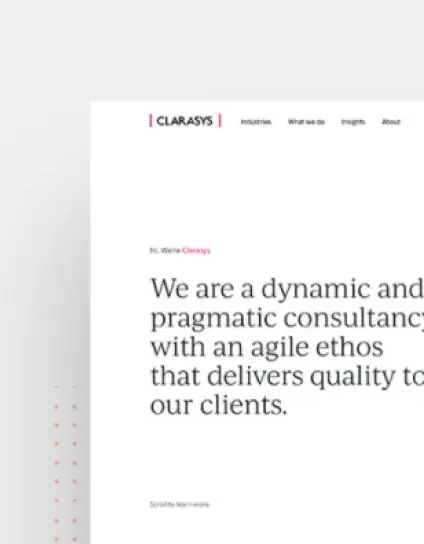 CLARASYS Industries What we do Insights About
Hi, We're Clarasys
We are a dynamic and
pragmatic consultancy
with an agile ethos
that delivers quality to
our clients.
Scroll to learn more